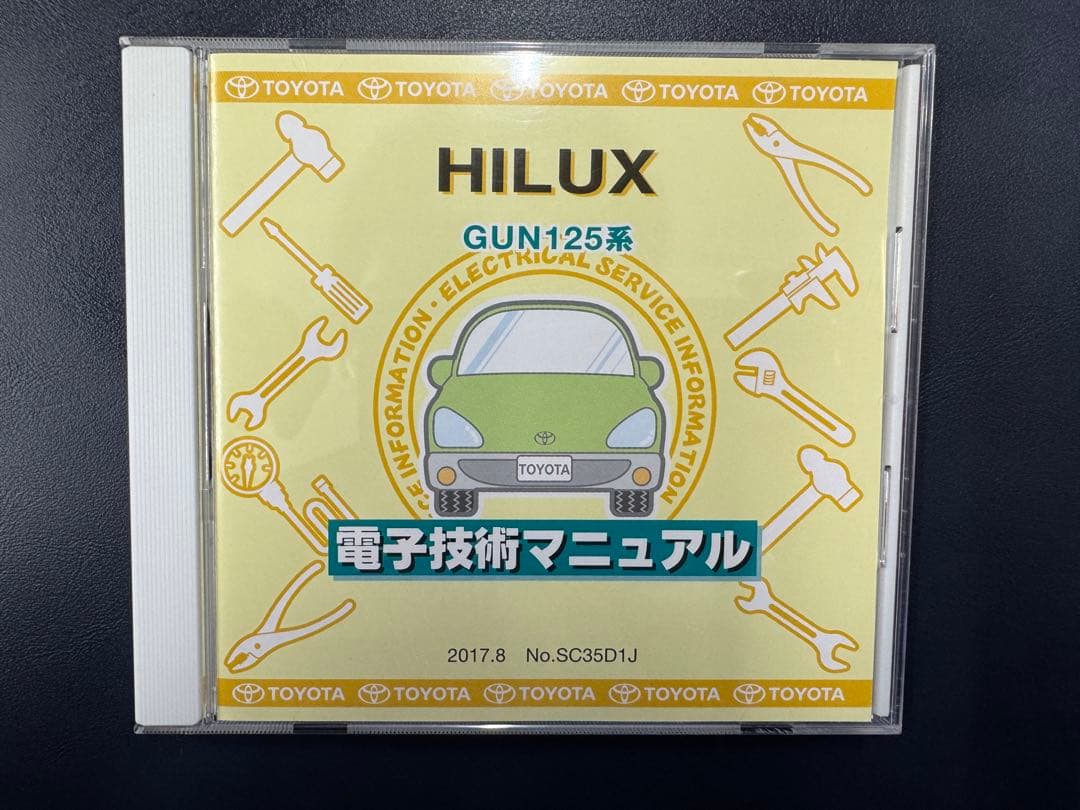 TOYOTA TOYOTA TOYOTA TOYOTA TOYOTA
HILUX
GUN125系
CE INFORMATION・ELECTRICAL SERVICE INFORMATION
TOYOTA
電子技術マニュアル
2017.8 No.SC35D1J
TOYOTA TOYOTA TOYOTA TOYOTA TOYOTA